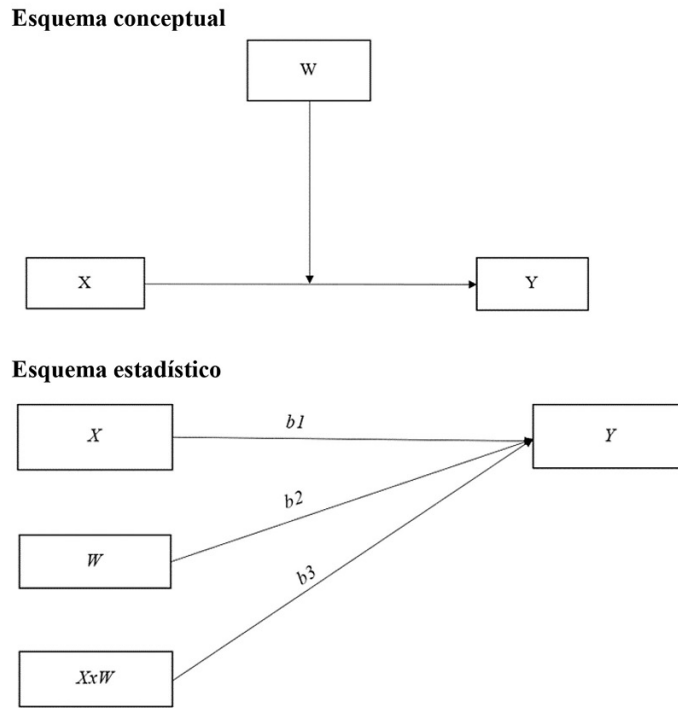 Esquema conceptual
W
X
Y
Esquema estadístico
X
b1
Y
b2
W
b3
XxW